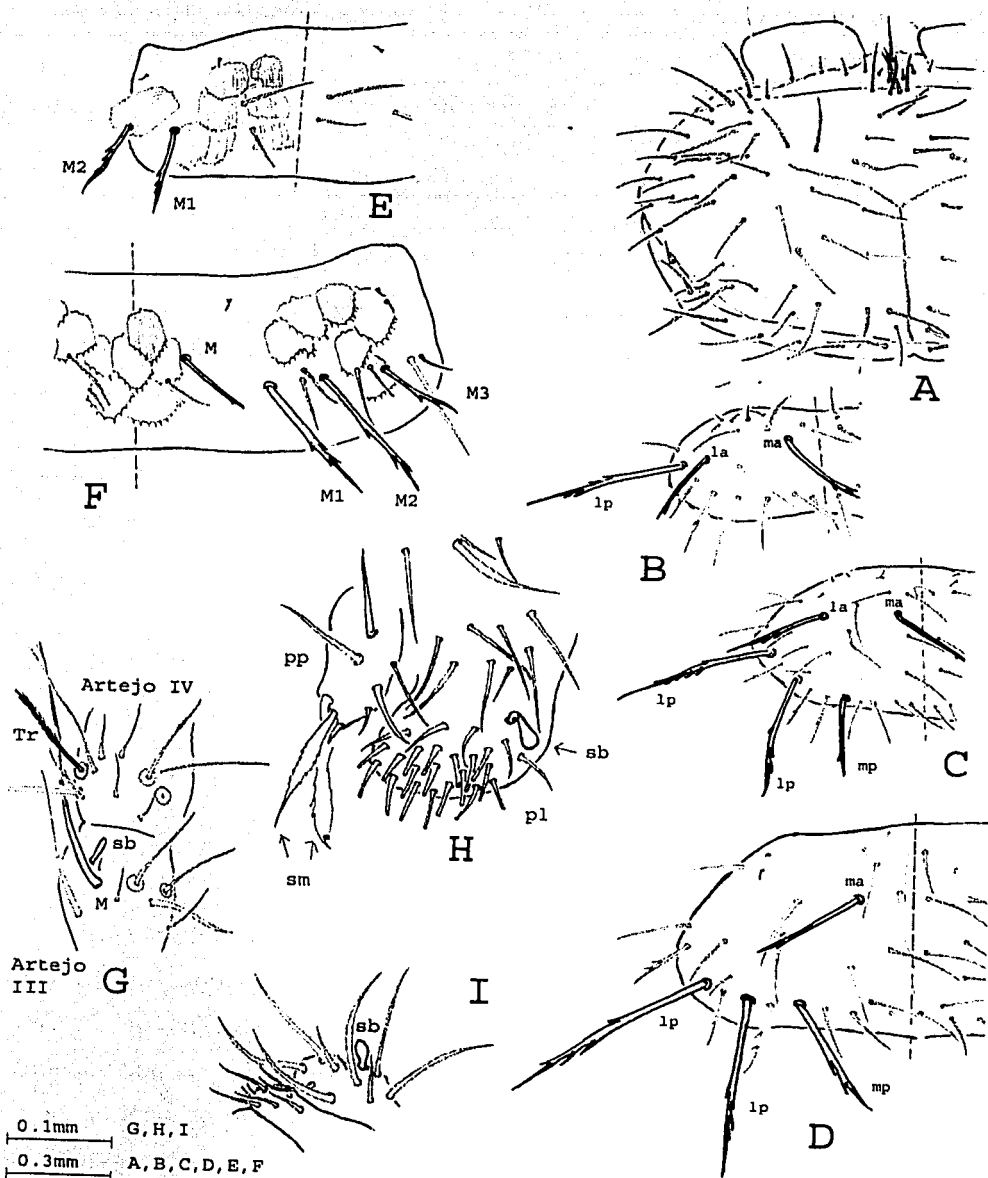 M2
M1
E
A
M
M1
M2
M3
F
lp
la
ma
B
la
ma
lp
lp
mp
C
pp
sb
pl
sm
H
Artejo IV
Tr
sb
M
Artejo
III
G
I
sb
ma
lp
lp
mp
D
0.1mm G,H,I
0.3mm A,B,C,D,E,F